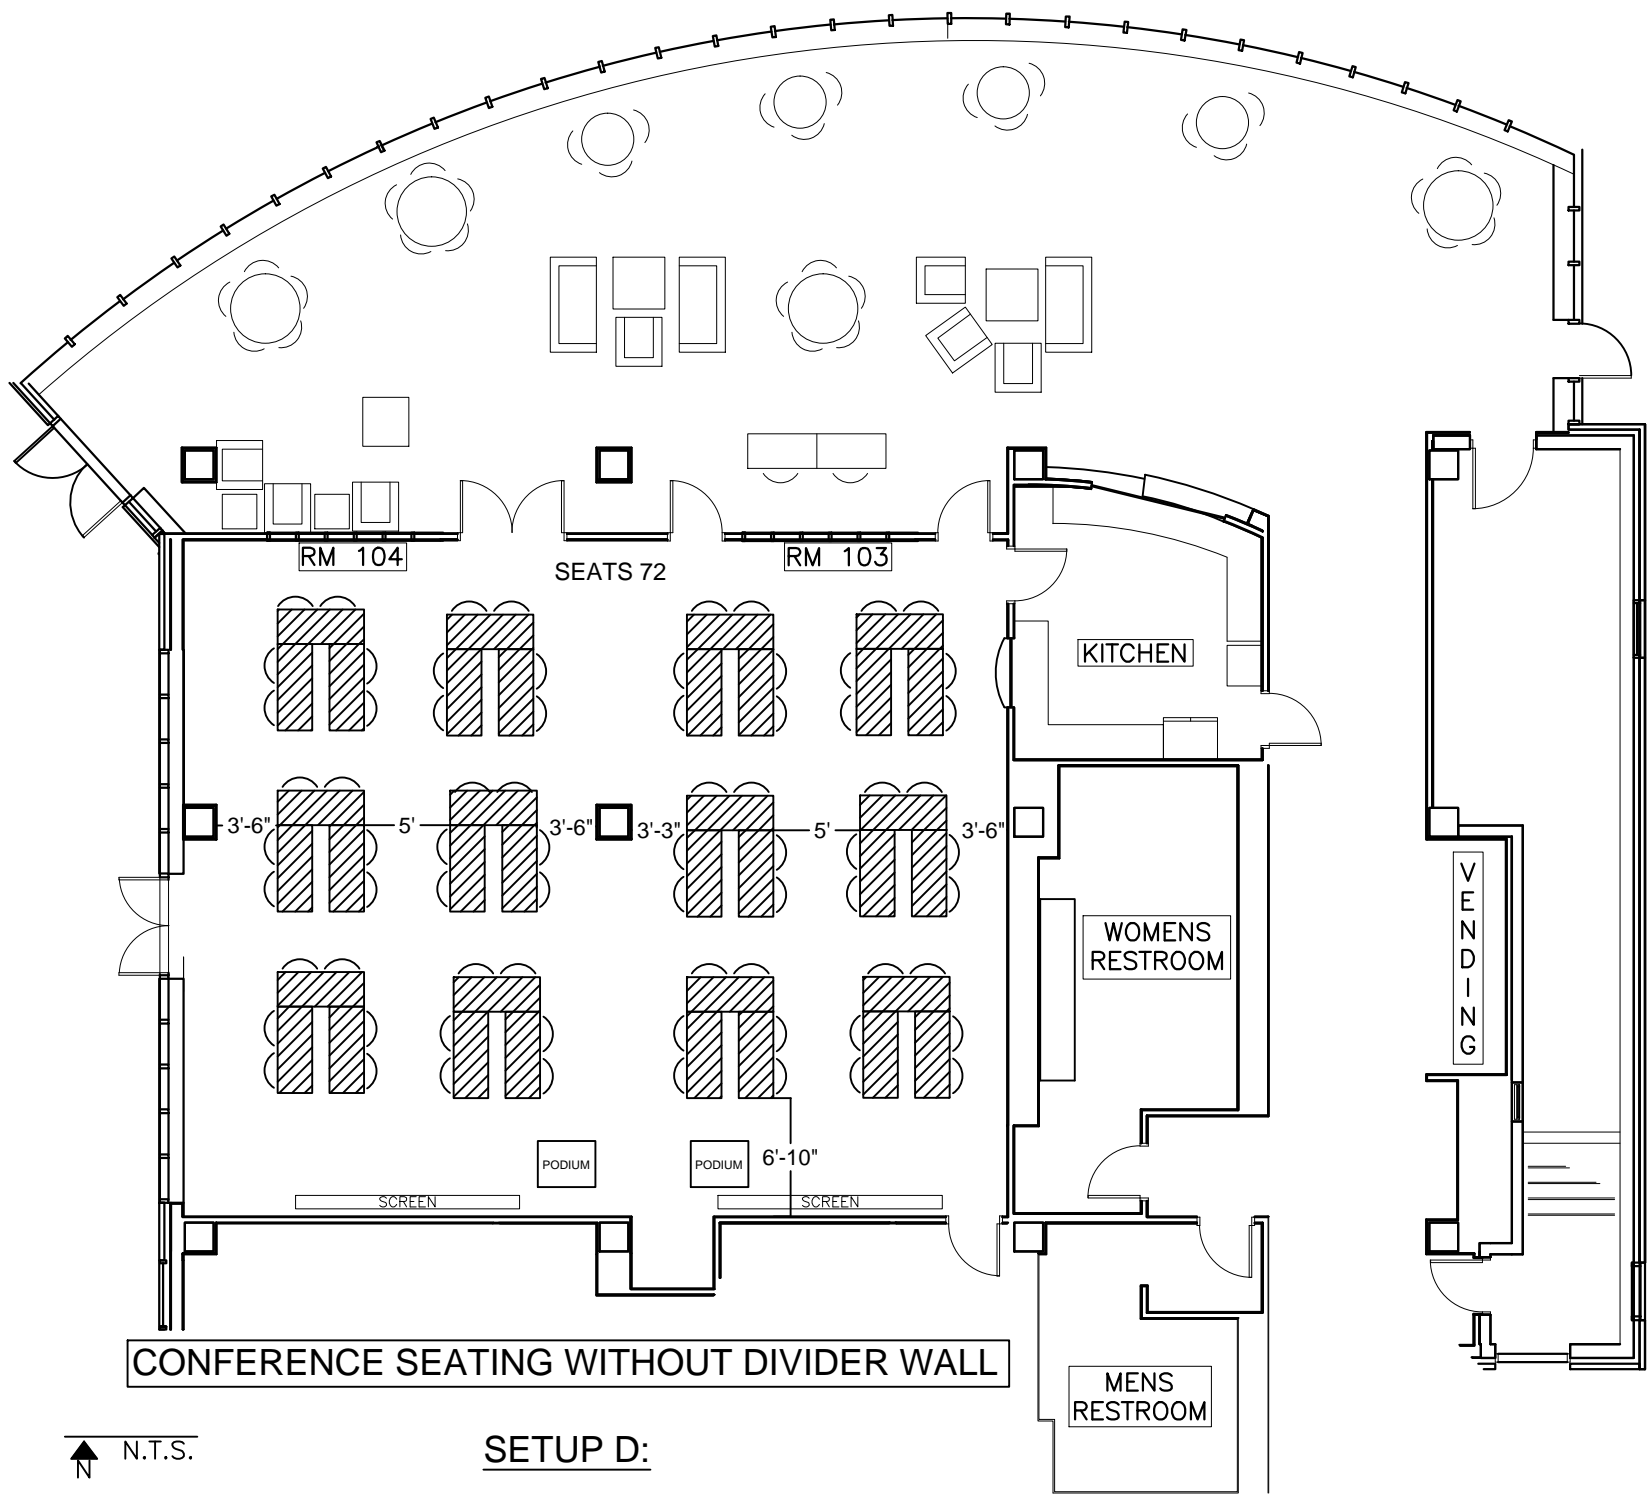 RM 104
RM 103
SEATS 72
KITCHEN
3'-6"
5'
3'-6"
3'-3"
5'
3'-6"
VENDING
WOMENS
RESTROOM
PODIUM
PODIUM
6'-10"
SCREEN
SCREEN
CONFERENCE SEATING WITHOUT DIVIDER WALL
MENS
RESTROOM
N.T.S.
N
SETUP D: